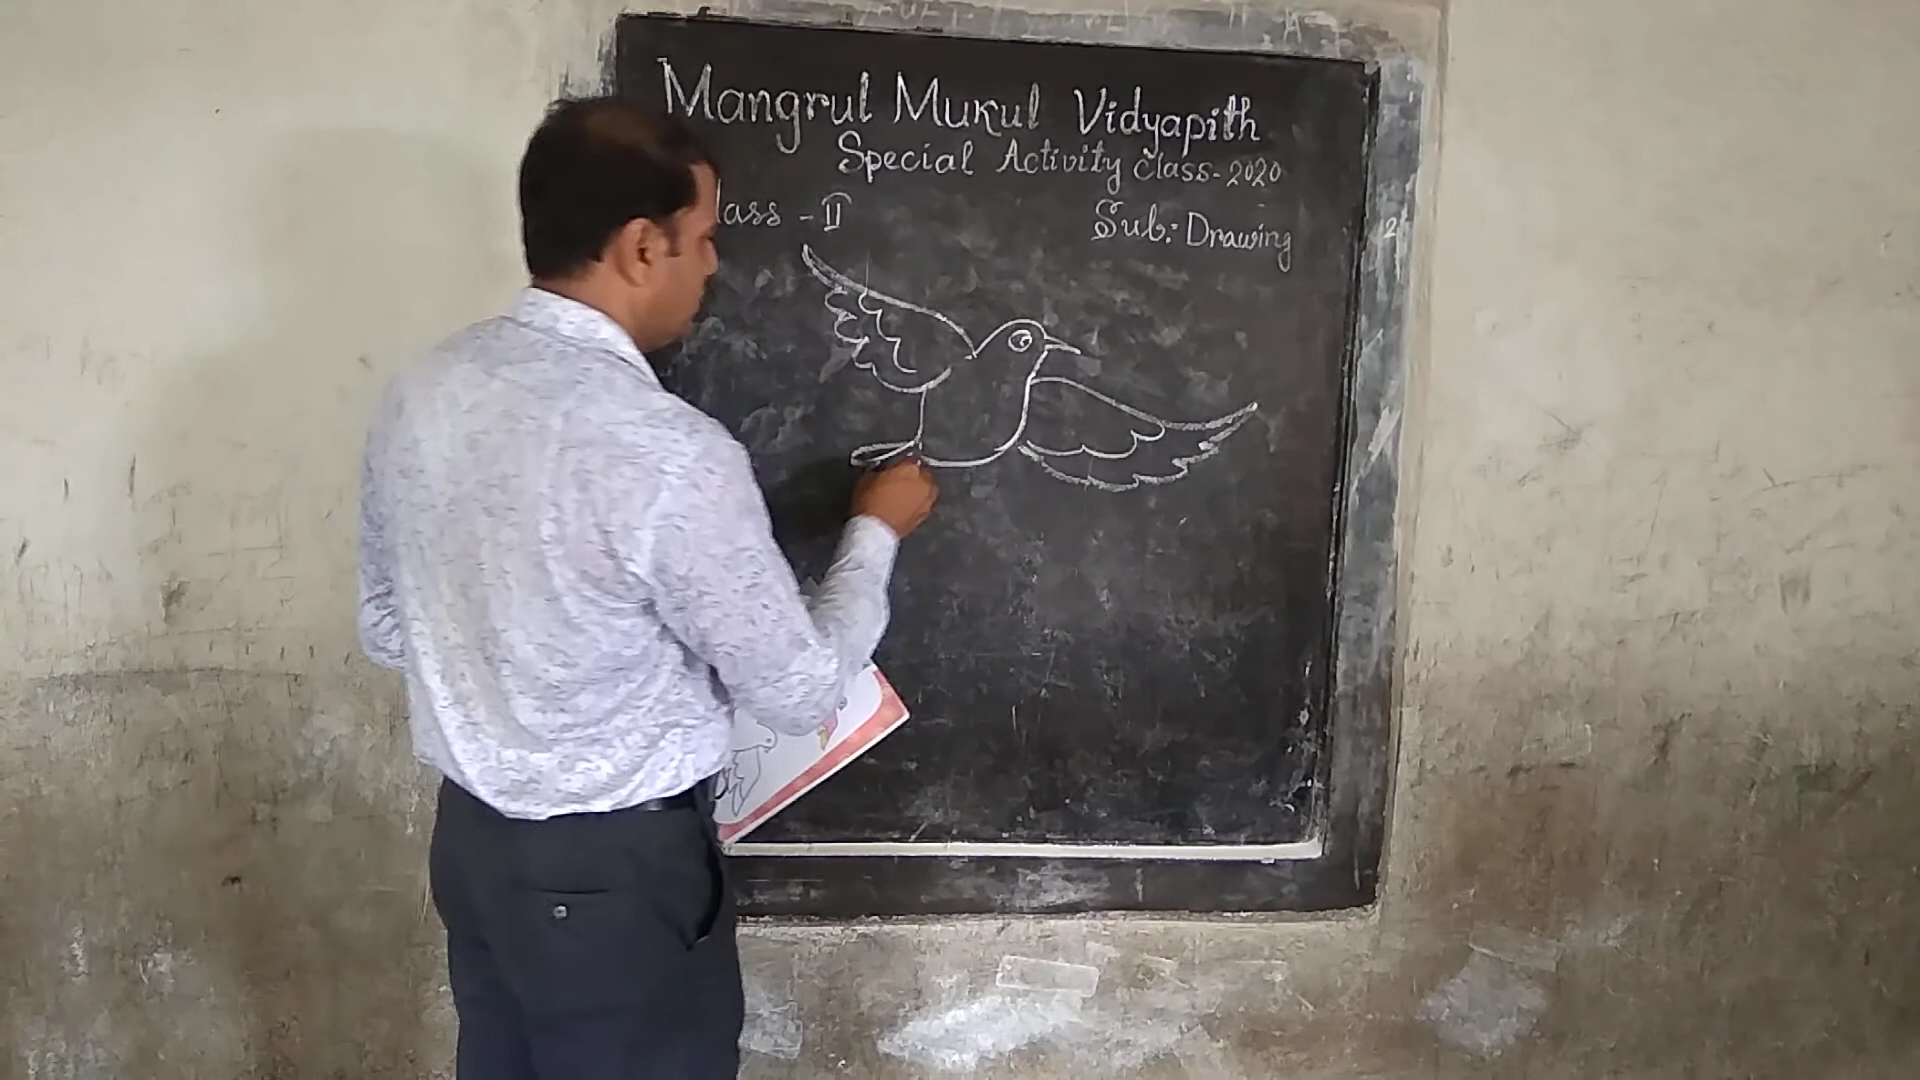 Mangrul Mukul Vidyapith
Special Activity Class-2020
lass - II
Sub: Drawing